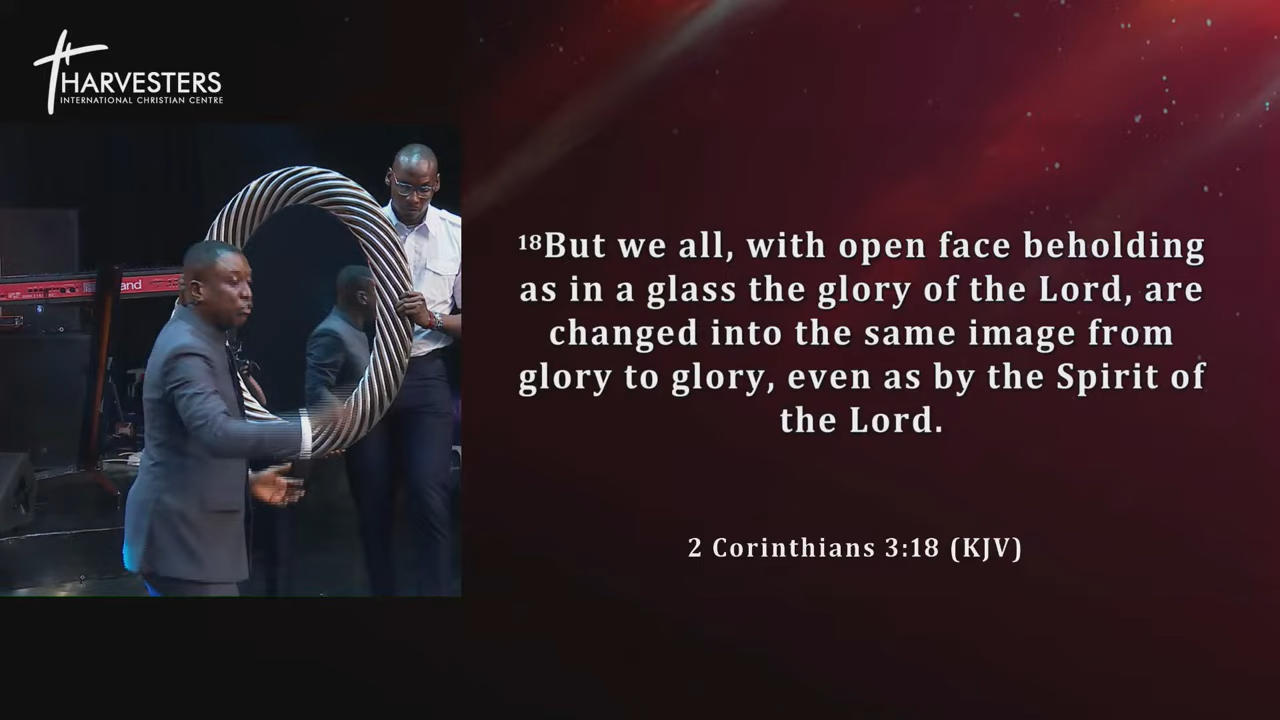 HARVESTERS
INTERNATIONAL CHRISTIAN CENTRE
and
¹⁸But we all, with open face beholding
as in a glass the glory of the Lord, are
changed into the same image from
glory to glory, even as by the Spirit of
the Lord.
2 Corinthians 3:18 (KJV)